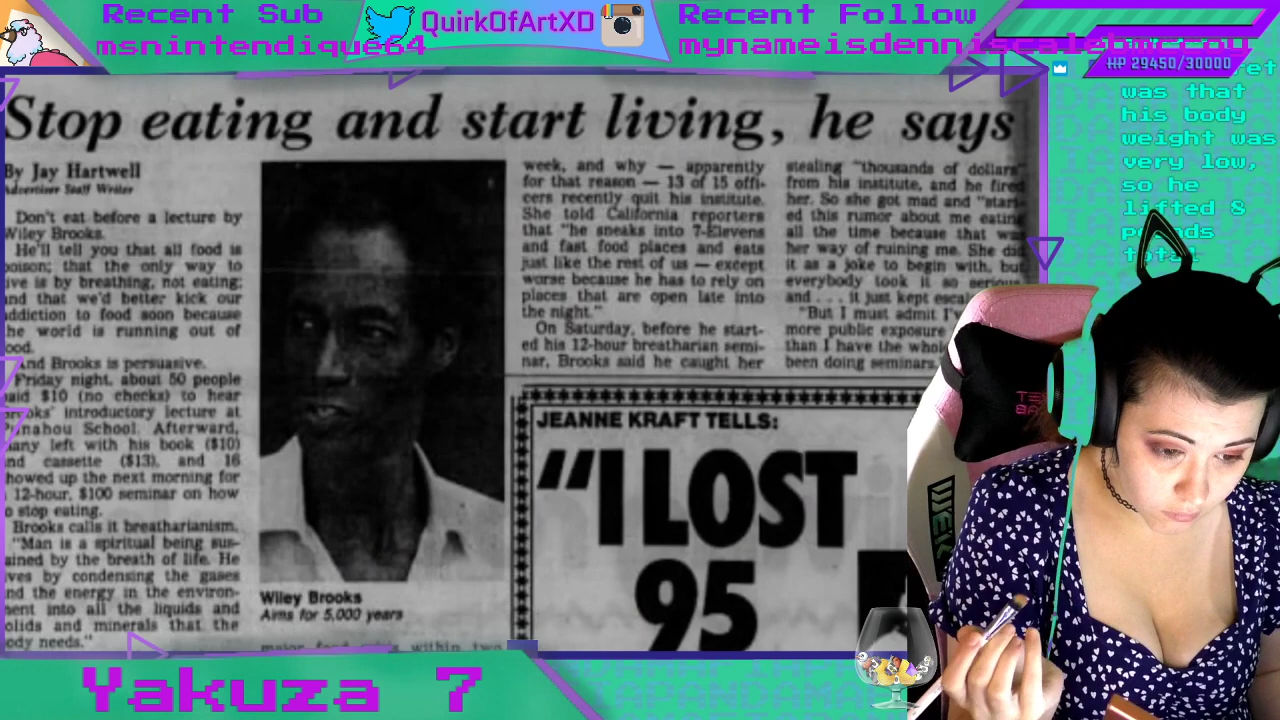 Recent Sub
msnintendique64
QuirkOfArtXD
Recent Follow
HP 29450/30000
was that
his body
weight was
very low,
so he
lifted 8
total
Stop eating and start living, he says
By Jay Hartwell
Advertiser Staff Writer
Don't eat before a lecture by
Wiley Brooks.
He'll tell you that all food is
poison; that the only way to
live is by breathing, not eating;
and that we'd better kick our
addiction to food soon because
the world is running out of
food.
And Brooks is persuasive.
Friday night, about 50 people
paid $10 (no checks) to hear
Brooks' introductory lecture at
Punahou School. Afterward,
many left with his book ($10)
and cassette ($13), and 16
showed up the next morning for
12-hour, $100 seminar on how
to stop eating.
Brooks calls it breatharianism.
"Man is a spiritual being sus-
tained by the breath of life. He
lives by condensing the gases
and the energy in the environ-
ment into all the liquids and
solids and minerals that the
body needs."
Wiley Brooks
Aims for 5,000 years
within two
week, and why — apparently
for that reason — 13 of 15 offi-
cers recently quit his institute.
She told California reporters
that "he sneaks into 7-Elevens
and fast food places and eats
just like the rest of us — except
worse because he has to rely on
places that are open late into
the night."
On Saturday, before he start-
ed his 12-hour breatharian semi-
nar, Brooks said he caught her
stealing "thousands of dollars"
from his institute, and he fired
her. So she got mad and "start-
ed this rumor about me eating
all the time because that was
her way of ruining me. She did
it as a joke to begin with, but
everybody took it so serious
and . . . it just kept
"But I must admit
more public exposure
than I have the
been doing seminars
JEANNE KRAFT TELLS:
"I LOST
95
Yakuza 7